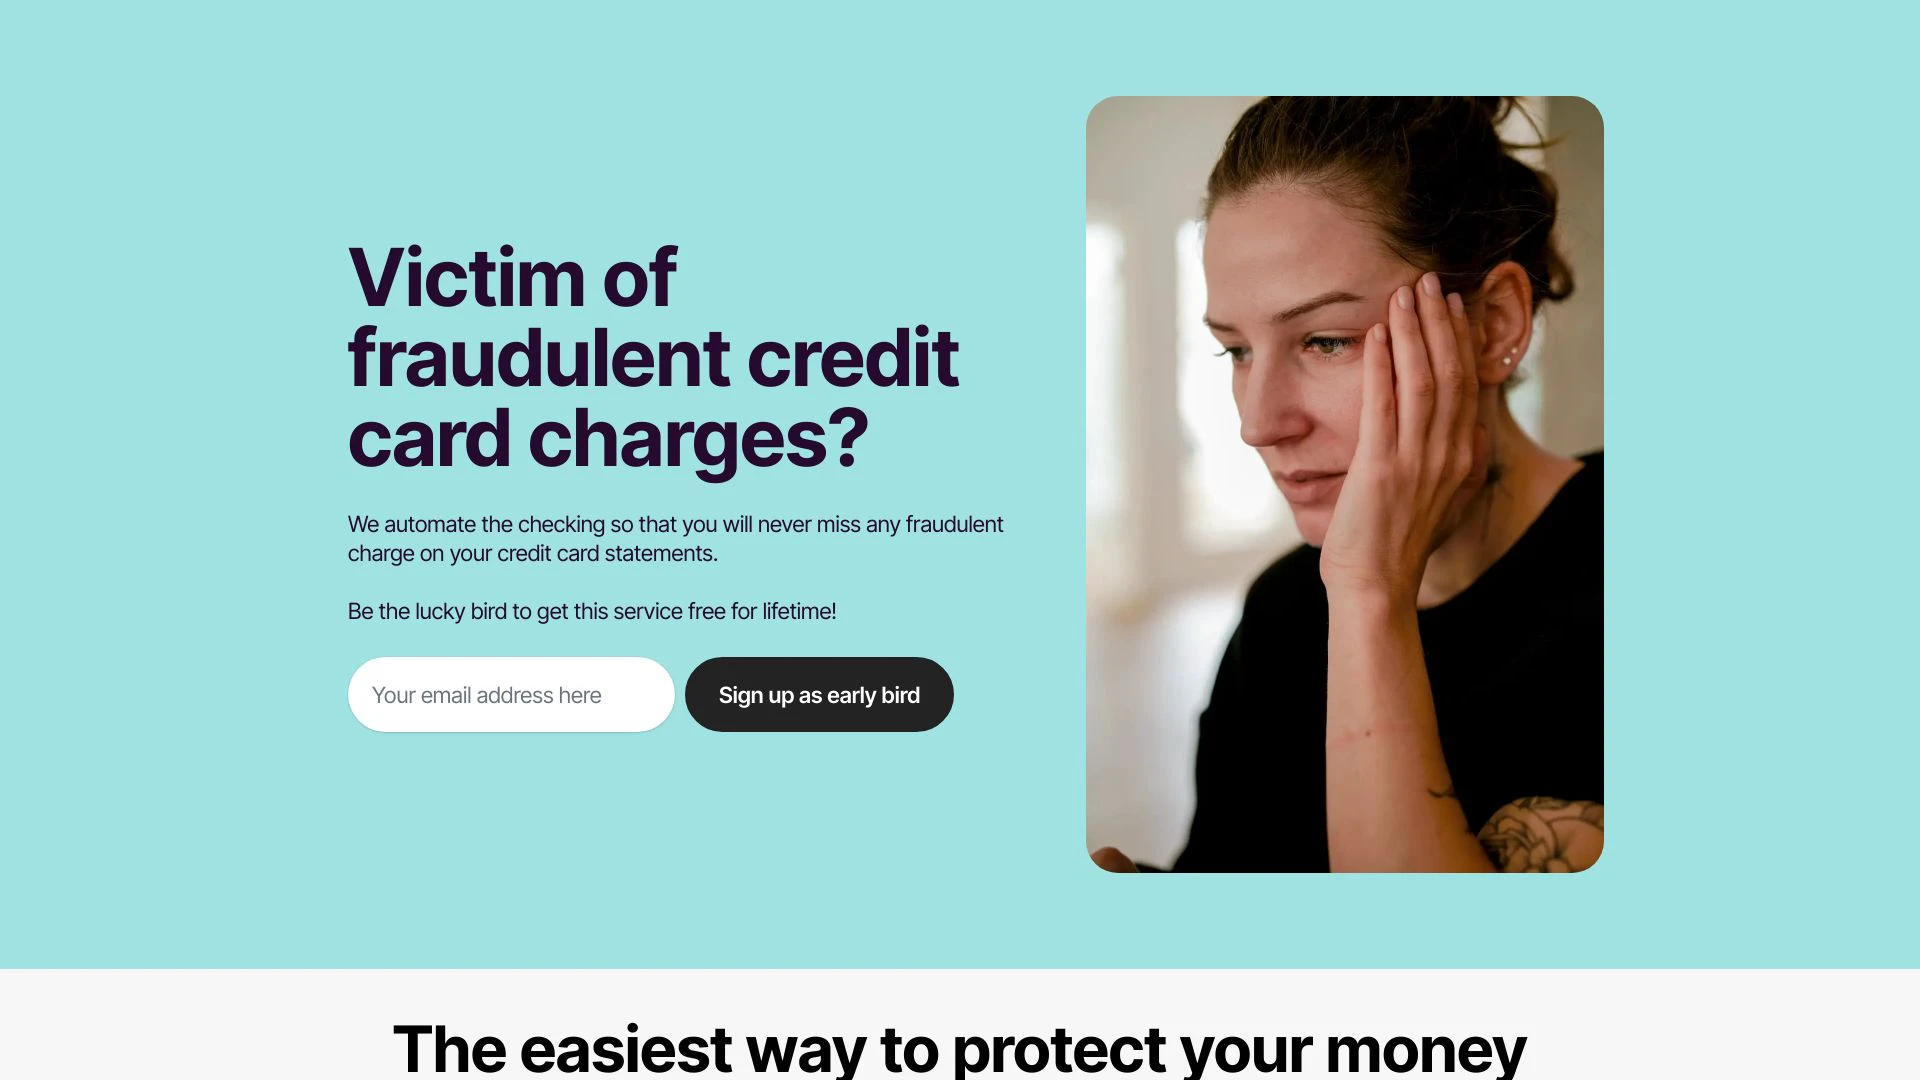 Victim of
fraudulent credit
card charges?
We automate the checking so that you will never miss any fraudulent
charge on your credit card statements.
Be the lucky bird to get this service free for lifetime!
Your email address here
Sign up as early bird
The easiest way to protect your money